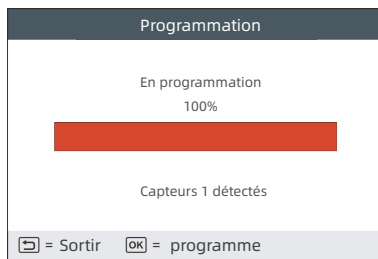 Programmation
En programmation
100%
Capteurs 1 détectés
= Sortir OK = programme